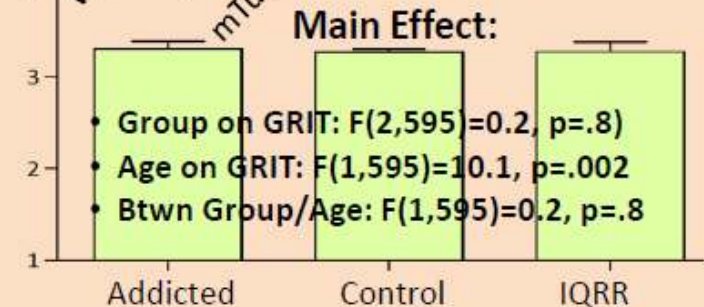 Main Effect:
3
• Group on GRIT: F(2,595)=0.2, p=.8)
2
• Age on GRIT: F(1,595)=10.1, p=.002
• Btwn Group/Age: F(1,595)=0.2, p=.8
1
Addicted Control IQRR